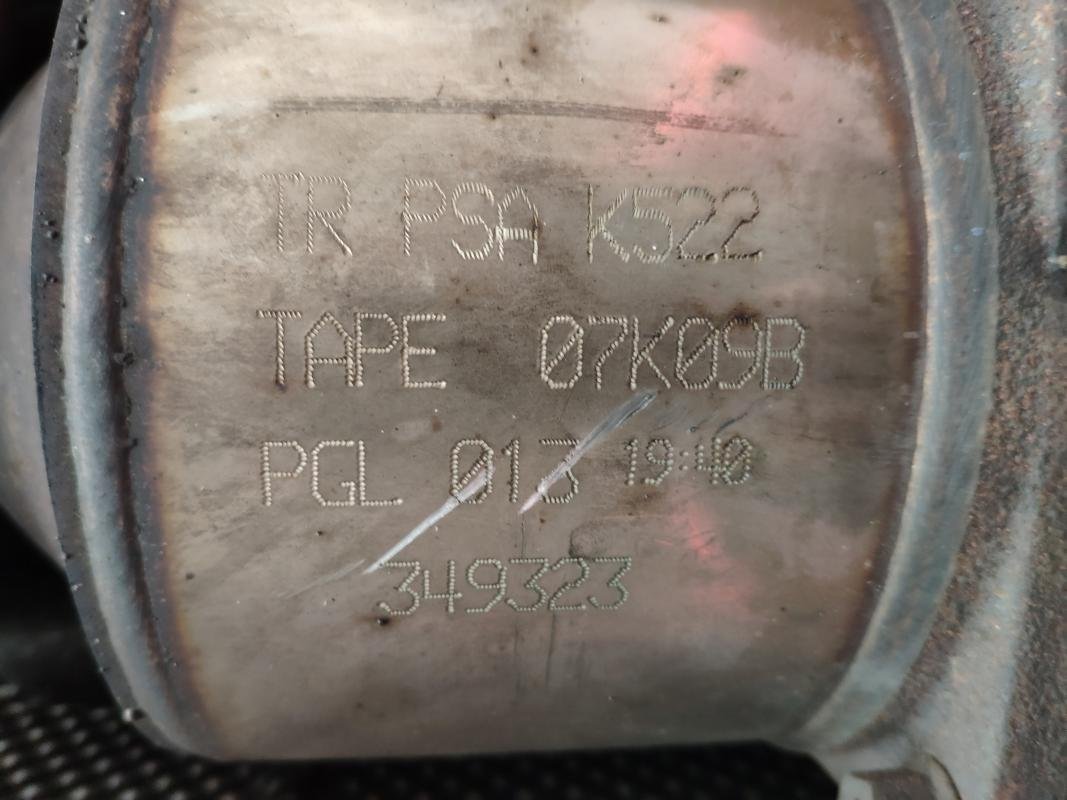 TR PSA K522
TAPE 07K09B
PGL 013 19:40
349323